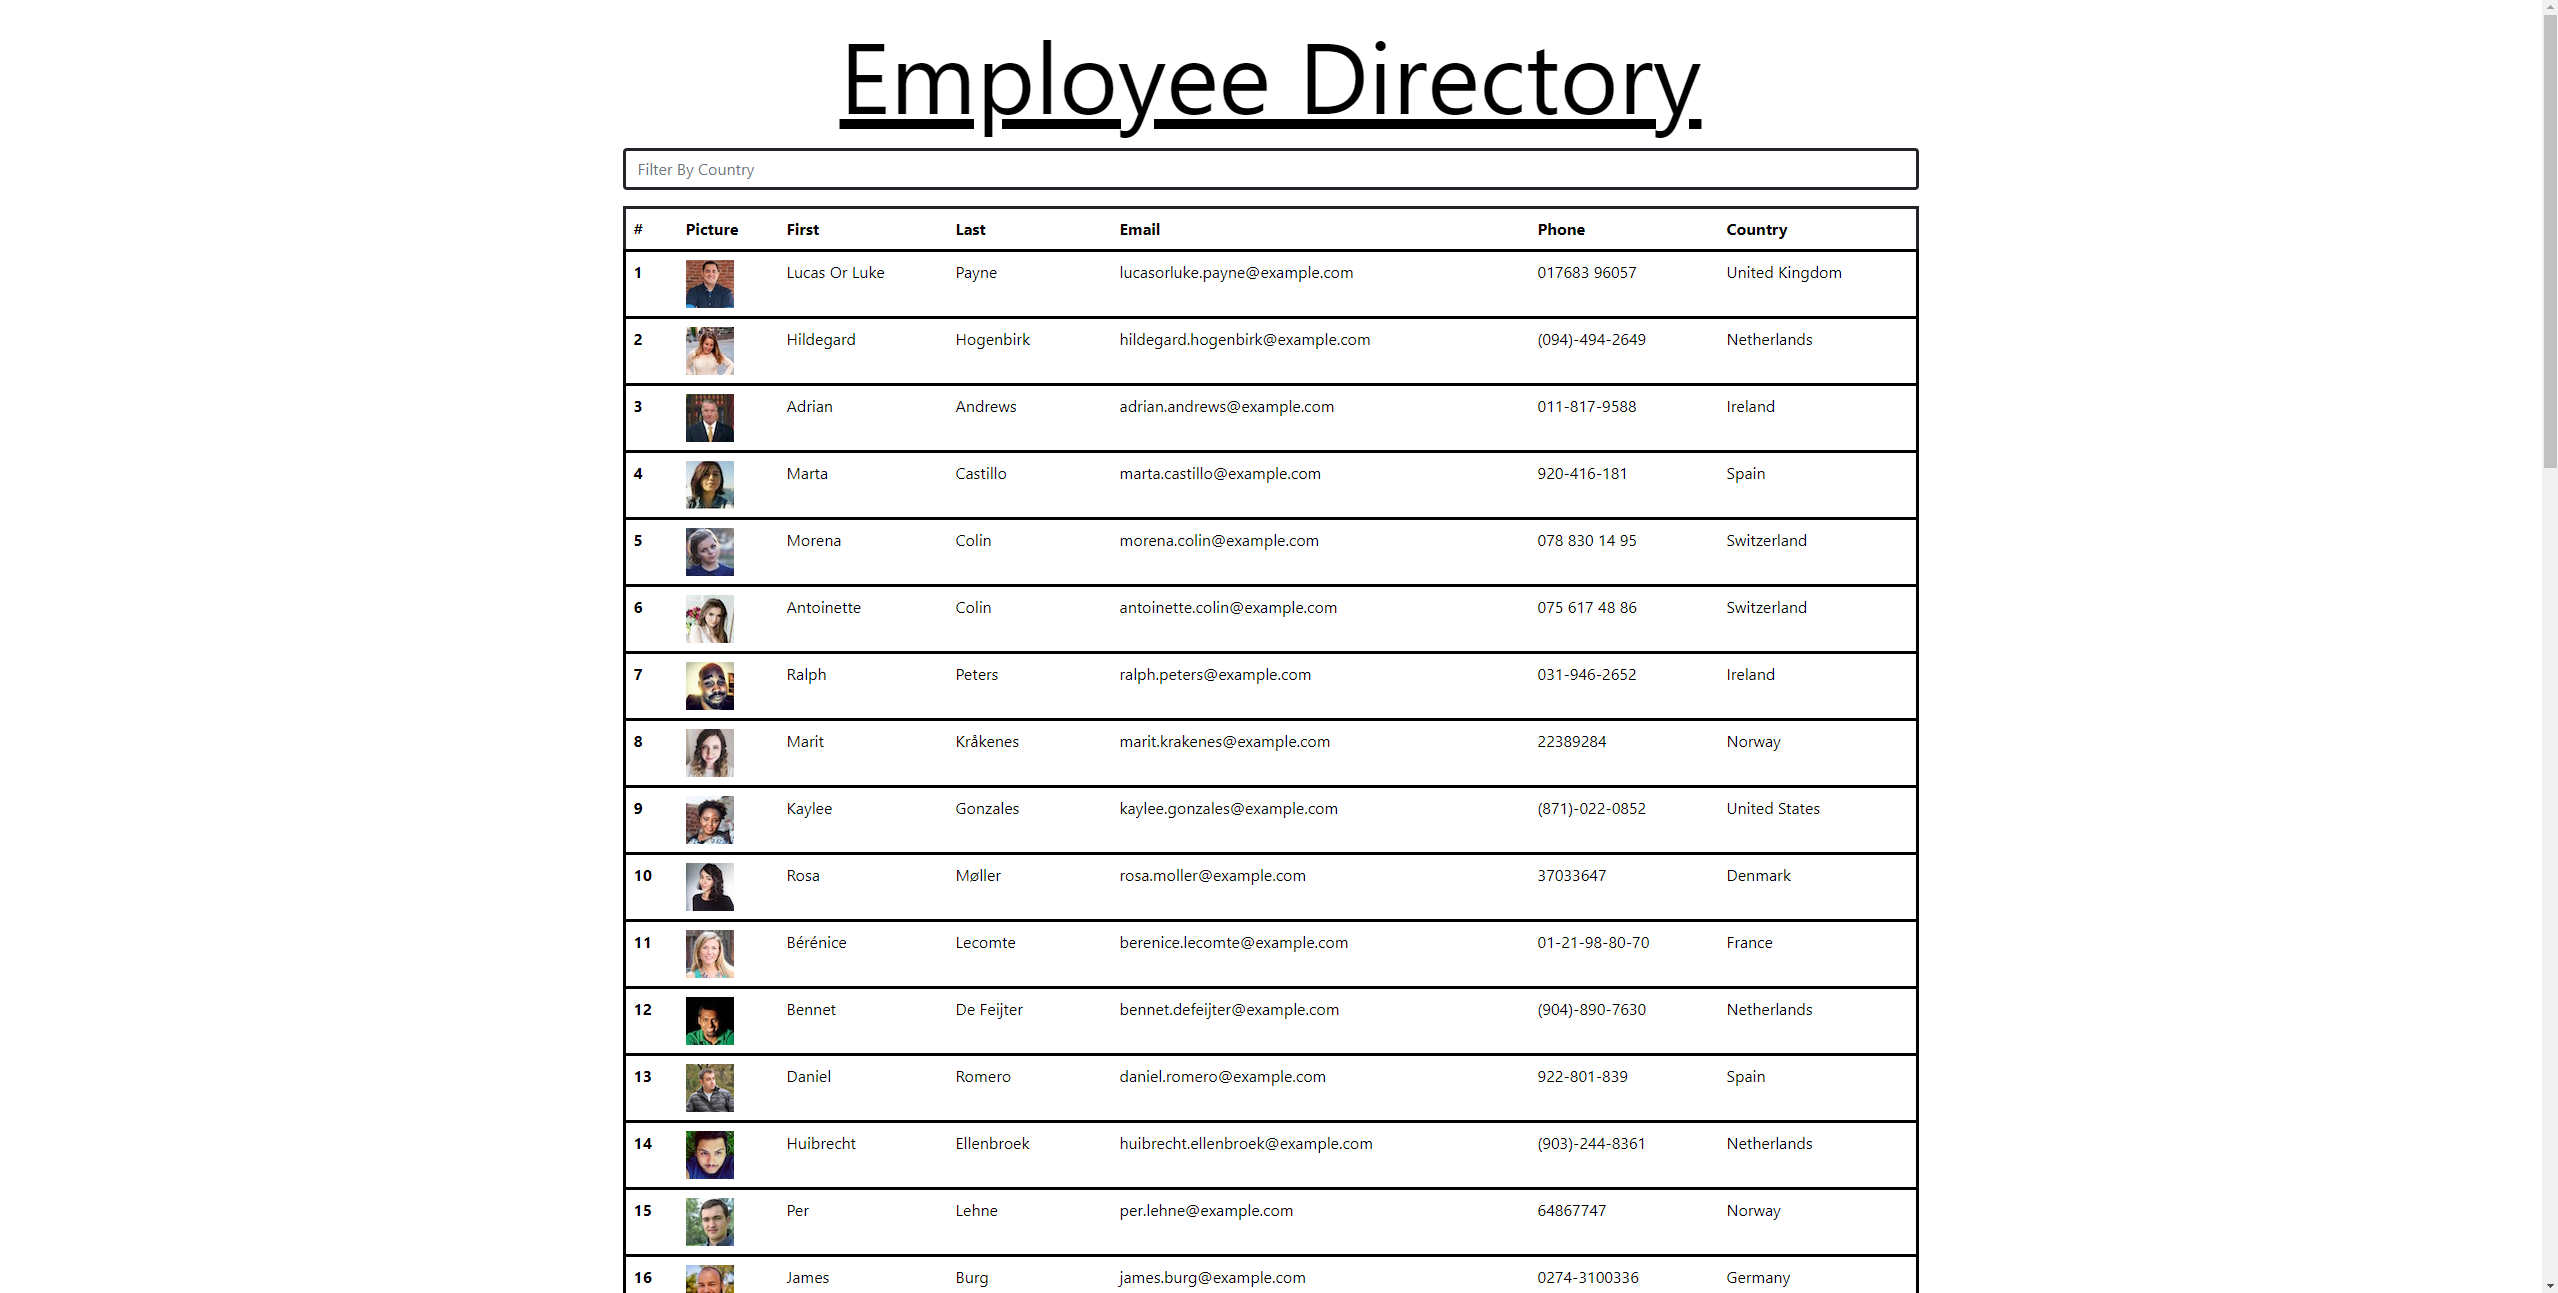 Employee Directory
Filter By Country
# Picture First Last Email Phone Country
1 Lucas Or Luke Payne lucasorluke.payne@example.com 017683 96057 United Kingdom
2 Hildegard Hogenbirk hildegard.hogenbirk@example.com (094)-494-2649 Netherlands
3 Adrian Andrews adrian.andrews@example.com 011-817-9588 Ireland
4 Marta Castillo marta.castillo@example.com 920-416-181 Spain
5 Morena Colin morena.colin@example.com 078 830 14 95 Switzerland
6 Antoinette Colin antoinette.colin@example.com 075 617 48 86 Switzerland
7 Ralph Peters ralph.peters@example.com 031-946-2652 Ireland
8 Marit Kråkenes marit.krakenes@example.com 22389284 Norway
9 Kaylee Gonzales kaylee.gonzales@example.com (871)-022-0852 United States
10 Rosa Møller rosa.moller@example.com 37033647 Denmark
11 Bérénice Lecomte berenice.lecomte@example.com 01-21-98-80-70 France
12 Bennet De Feijter bennet.defeijter@example.com (904)-890-7630 Netherlands
13 Daniel Romero daniel.romero@example.com 922-801-839 Spain
14 Huibrecht Ellenbroek huibrecht.ellenbroek@example.com (903)-244-8361 Netherlands
15 Per Lehne per.lehne@example.com 64867747 Norway
16 James Burg james.burg@example.com 0274-3100336 Germany